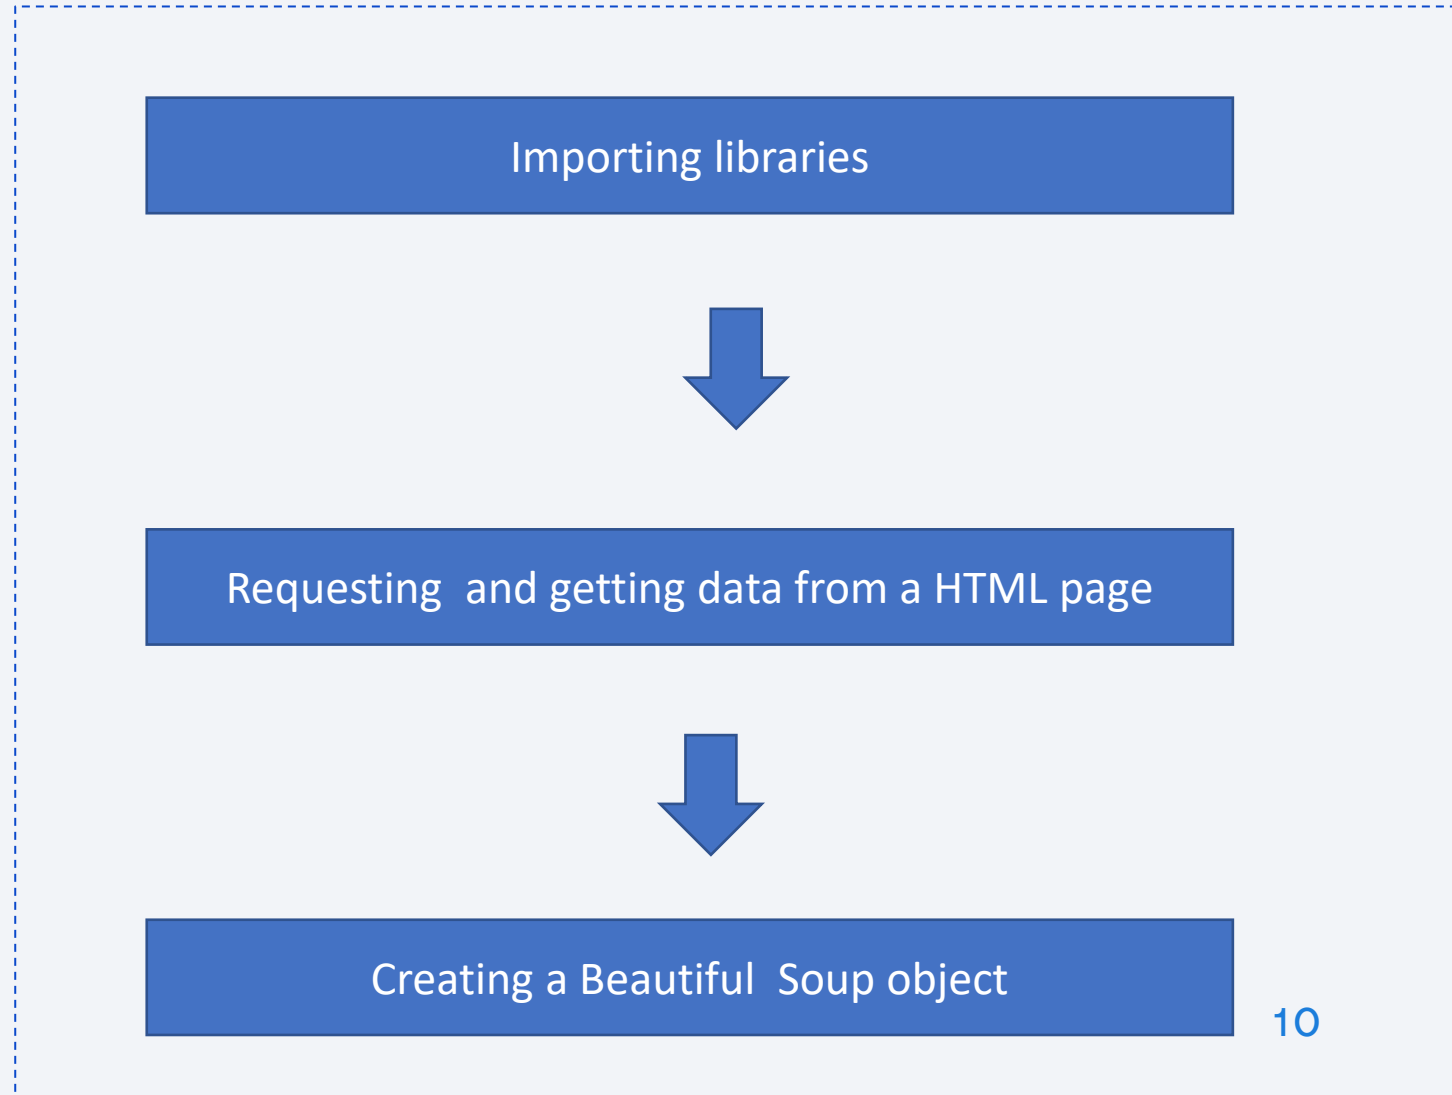 Importing libraries
Requesting  and getting data from a HTML page
Creating a Beautiful  Soup object
10